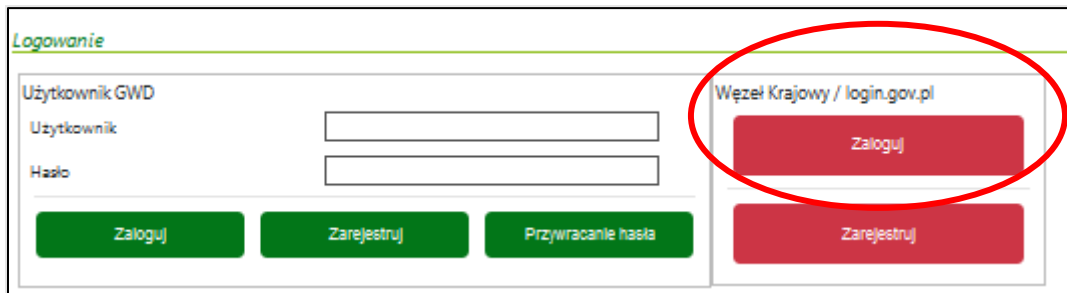 Logowanie
Użytkownik GWD
Użytkownik
Hasło
Zaloguj
Zarejestruj
Przywracanie hasła
Węzeł Krajowy / login.gov.pl
Zaloguj
Zarejestruj